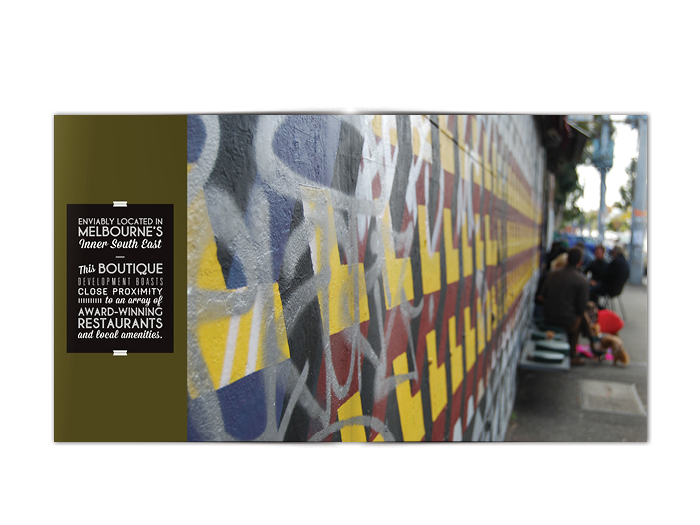 ENVIABLY LOCATED IN
MELBOURNE'S
Inner South East
This BOUTIQUE
DEVELOPMENT BOASTS
CLOSE PROXIMITY
to an array of
AWARD-WINNING
RESTAURANTS
and local amenities.